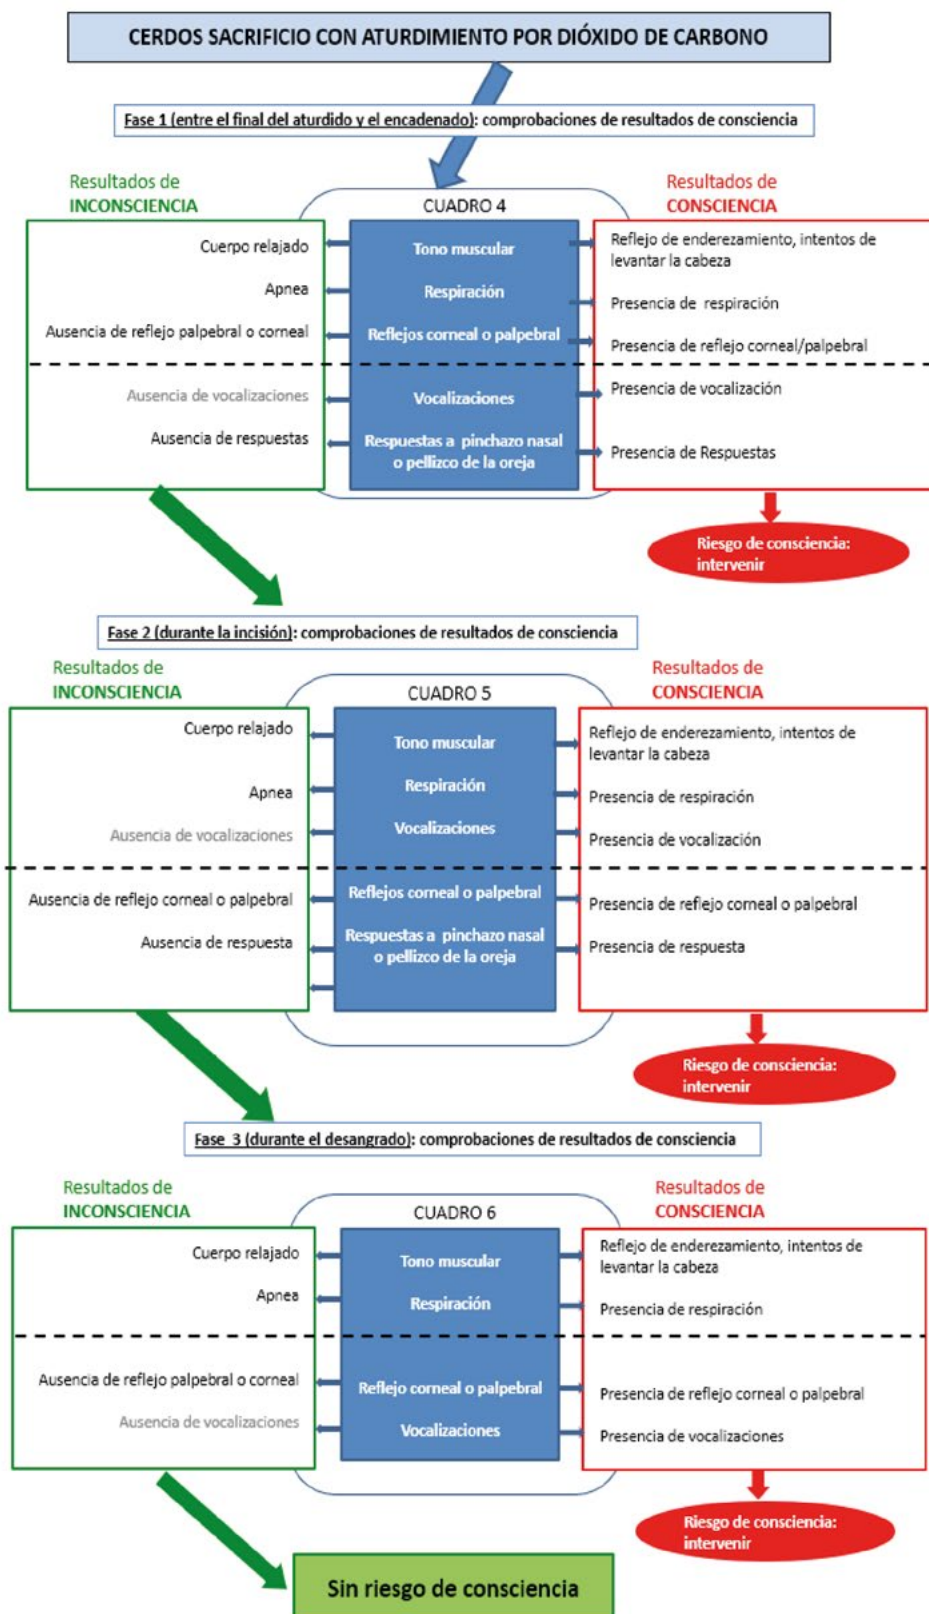 CERDOS SACRIFICIO CON ATURDIMIENTO POR DIÓXIDO DE CARBONO
Fase 1 (entre el final del aturdido y el encadenado): comprobaciones de resultados de consciencia
Resultados de
INCONSCIENCIA
CUADRO 4
Resultados de
CONSCIENCIA
Cuerpo relajado
Tono muscular
Reflejo de enderezamiento, intentos de
levantar la cabeza
Apnea
Respiración
Presencia de respiración
Ausencia de reflejo palpebral o corneal
Reflejos corneal o palpebral
Presencia de reflejo corneal/palpebral
Ausencia de vocalizaciones
Vocalizaciones
Presencia de vocalización
Ausencia de respuestas
Respuestas a pinchazo nasal
o pellizco de la oreja
Presencia de Respuestas
Riesgo de consciencia:
intervenir
Fase 2 (durante la incisión): comprobaciones de resultados de consciencia
Resultados de
INCONSCIENCIA
CUADRO 5
Resultados de
CONSCIENCIA
Cuerpo relajado
Tono muscular
Reflejo de enderezamiento, intentos de
levantar la cabeza
Apnea
Respiración
Presencia de respiración
Ausencia de vocalizaciones
Vocalizaciones
Presencia de vocalización
Ausencia de reflejo corneal o palpebral
Reflejos corneal o palpebral
Presencia de reflejo corneal o palpebral
Ausencia de respuesta
Respuestas a pinchazo nasal
o pellizco de la oreja
Presencia de respuesta
Riesgo de consciencia:
intervenir
Fase 3 (durante el desangrado): comprobaciones de resultados de consciencia
Resultados de
INCONSCIENCIA
CUADRO 6
Resultados de
CONSCIENCIA
Cuerpo relajado
Tono muscular
Reflejo de enderezamiento, intentos de
levantar la cabeza
Apnea
Respiración
Presencia de respiración
Ausencia de reflejo palpebral o corneal
Reflejo corneal o palpebral
Presencia de reflejo corneal o palpebral
Ausencia de vocalizaciones
Vocalizaciones
Presencia de vocalizaciones
Riesgo de consciencia:
intervenir
Sin riesgo de consciencia